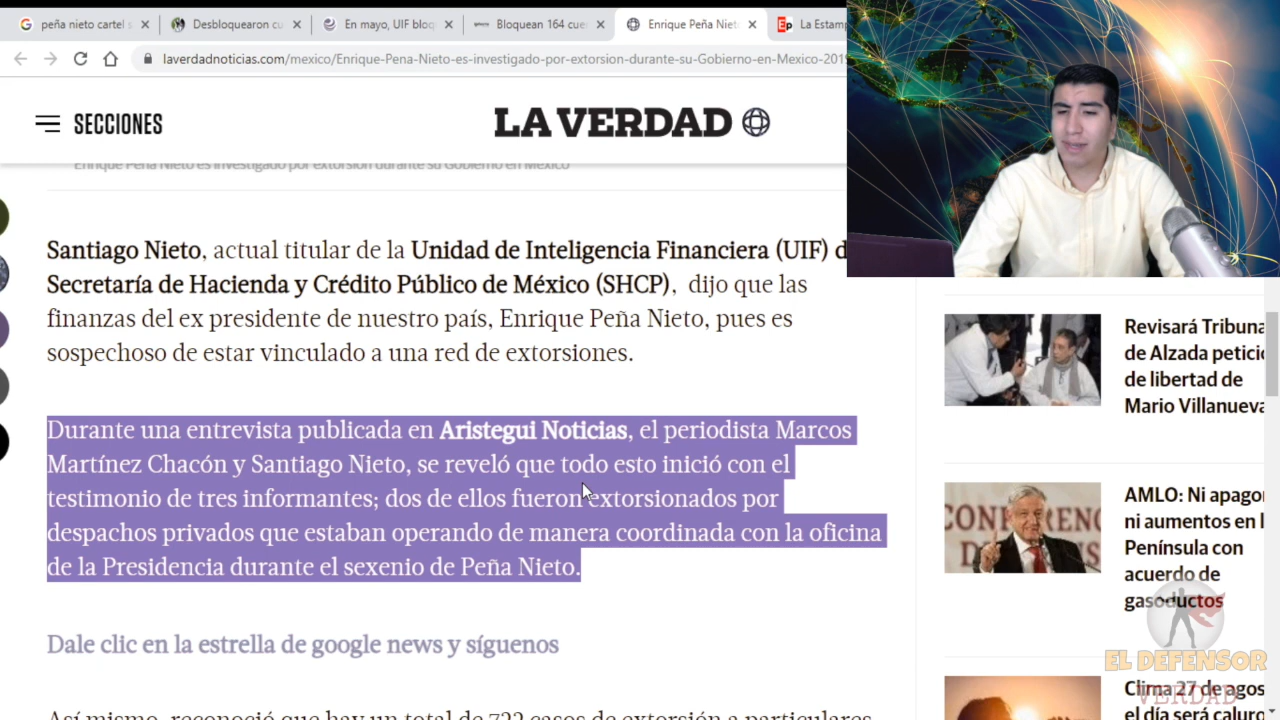 peña nieto cartel
Desbloquearon cu
En mayo, UIF bloq
Bloquean 164 cue
Enrique Peña Niet
La Estam
laverdadnoticias.com/mexico/Enrique-Pena-Nieto-es-investigado-por-extorsion-durante-su-Gobierno-en-Mexico-201
SECCIONES
LA VERDAD
Enrique Peña Nieto es investigado por extorsión durante su Gobierno en México
Santiago Nieto, actual titular de la Unidad de Inteligencia Financiera (UIF) d
Secretaría de Hacienda y Crédito Público de México (SHCP), dijo que las
finanzas del ex presidente de nuestro país, Enrique Peña Nieto, pues es
sospechoso de estar vinculado a una red de extorsiones.
Durante una entrevista publicada en Aristegui Noticias, el periodista Marcos
Martínez Chacón y Santiago Nieto, se reveló que todo esto inició con el
testimonio de tres informantes; dos de ellos fueron extorsionados por
despachos privados que estaban operando de manera coordinada con la oficina
de la Presidencia durante el sexenio de Peña Nieto.
Dale clic en la estrella de google news y síguenos
Así mismo, reconoció que hay un total de 722 casos de extorsión a particulares
Revisará Tribuna
de Alzada petició
de libertad de
Mario Villanueva
CONFERENC
AMLO: Ni apagon
ni aumentos en l
Península con
acuerdo de
gasoductos
Clima 27 de agos
el día será caluro
EL DEFENSOR
VERDAD